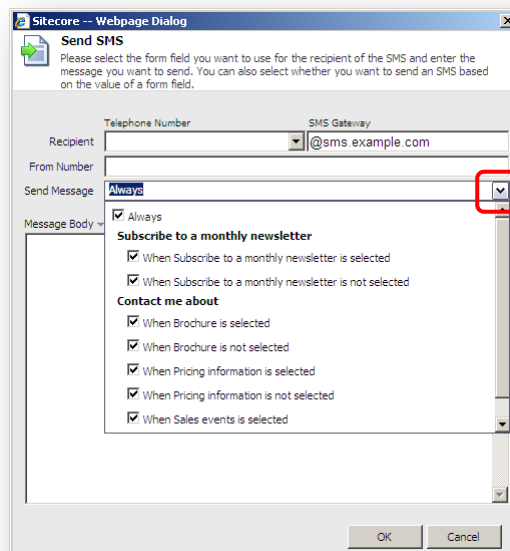 Sitecore -- Webpage Dialog
Send SMS
Please select the form field you want to use for the recipient of the SMS and enter the
message you want to send. You can also select whether you want to send an SMS based
on the value of a form field.
Telephone Number SMS Gateway
Recipient @sms.example.com
From Number
Send Message Always
Message Body
Always
Subscribe to a monthly newsletter
When Subscribe to a monthly newsletter is selected
When Subscribe to a monthly newsletter is not selected
Contact me about
When Brochure is selected
When Brochure is not selected
When Pricing information is selected
When Pricing information is not selected
When Sales events is selected
OK Cancel